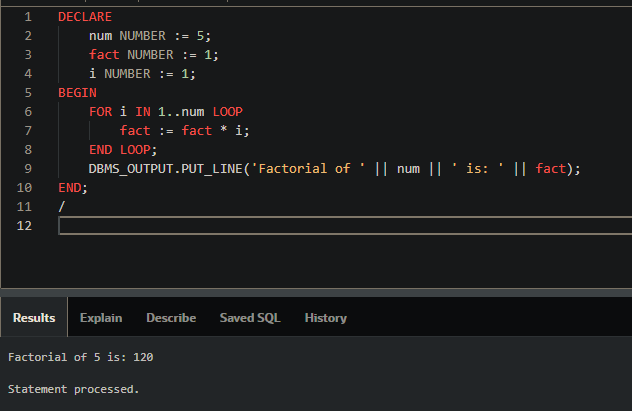 1 DECLARE
2     num NUMBER := 5;
3     fact NUMBER := 1;
4     i NUMBER := 1;
5 BEGIN
6     FOR i IN 1..num LOOP
7         fact := fact * i;
8     END LOOP;
9     DBMS_OUTPUT.PUT_LINE('Factorial of ' || num || ' is: ' || fact);
10 END;
11 /
12
Results Explain Describe Saved SQL History
Factorial of 5 is: 120
Statement processed.